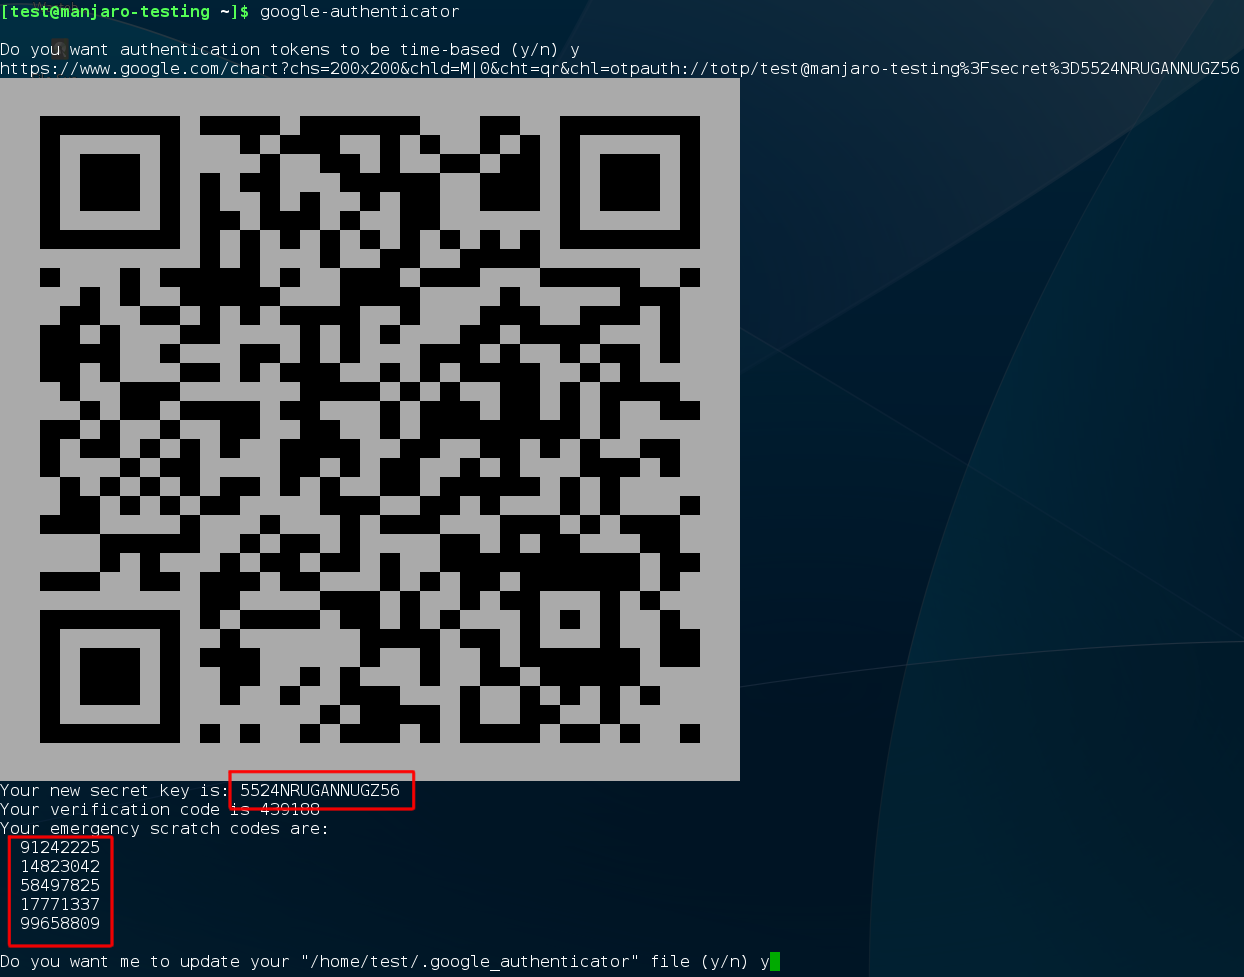 [test@manjaro-testing ~]$ google-authenticator
Do you want authentication tokens to be time-based (y/n) y
https://www.google.com/chart?chs=200x200&chld=M|0&cht=qr&chl=otpauth://totp/test@manjaro-testing%3Fsecret%3D5524NRUGANNUGZ56
Your new secret key is: 5524NRUGANNUGZ56
Your verification code is 439188
Your emergency scratch codes are:
91242225
14823042
58497825
17771337
99658809
Do you want me to update your "/home/test/.google_authenticator" file (y/n) y